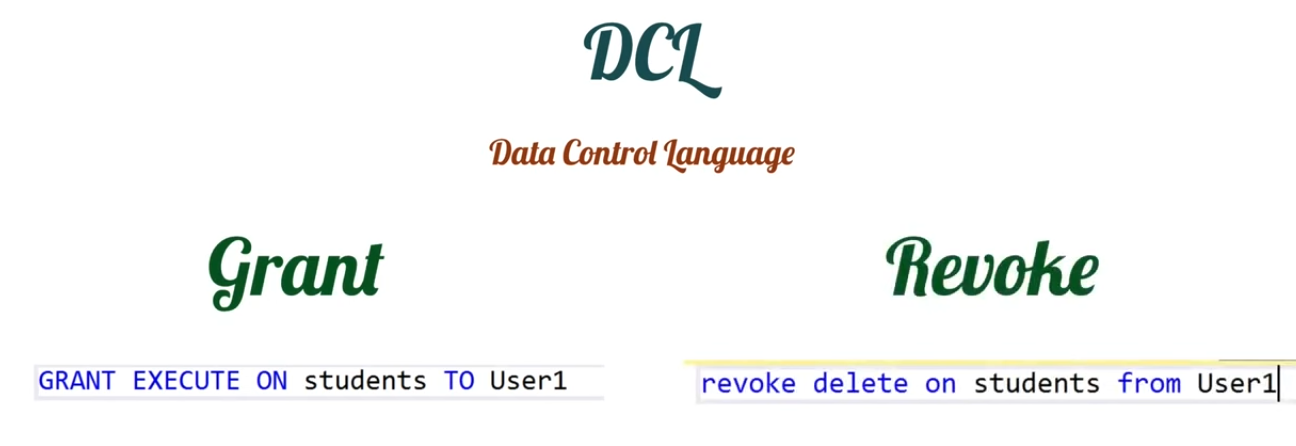 DCL
Data Control Language
Grant
Revoke
GRANT EXECUTE ON students TO User1
revoke delete on students from User1